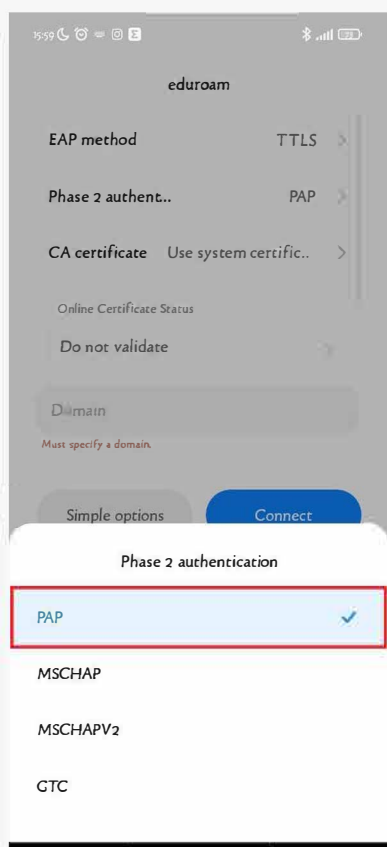 15:59
eduroam
EAP method TTLS
Phase 2 authent... PAP
CA certificate Use system certific..
Online Certificate Status
Do not validate
Domain
Must specify a domain.
Simple options Connect
Phase 2 authentication
PAP
MSCHAP
MSCHAPV2
GTC